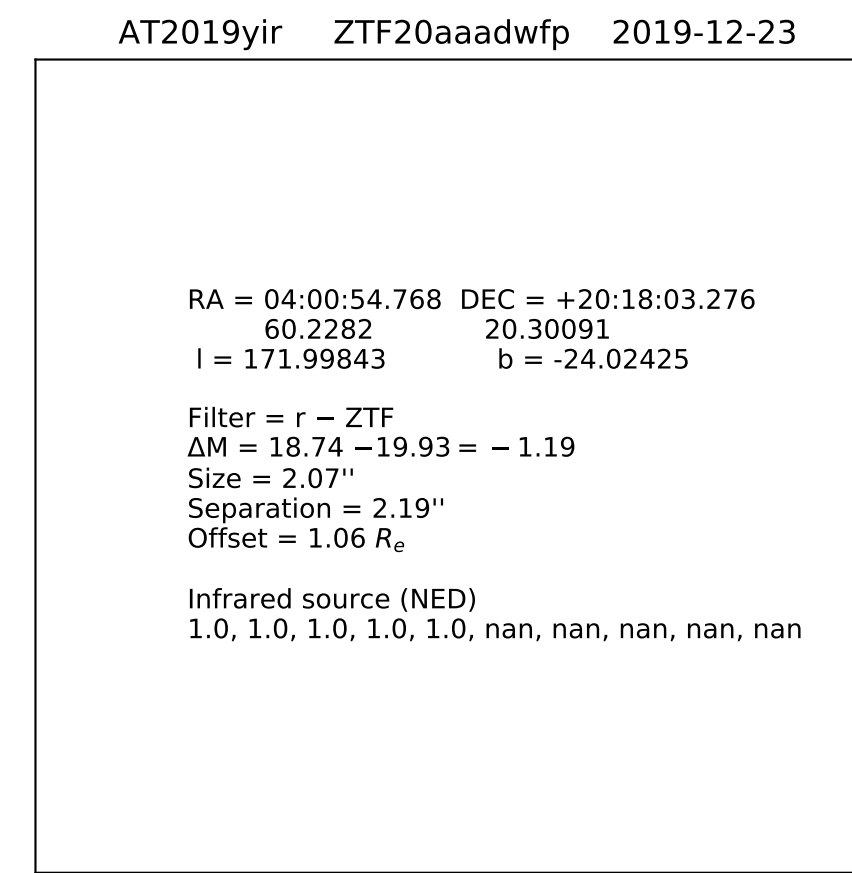 AT2019yir ZTF20aaadwfp 2019-12-23
RA = 04:00:54.768 DEC = +20:18:03.276
60.2282 20.30091
l = 171.99843 b = -24.02425
Filter = r − ZTF
ΔM = 18.74 −19.93 = − 1.19
Size = 2.07''
Separation = 2.19''
Offset = 1.06 Re
Infrared source (NED)
1.0, 1.0, 1.0, 1.0, 1.0, nan, nan, nan, nan, nan